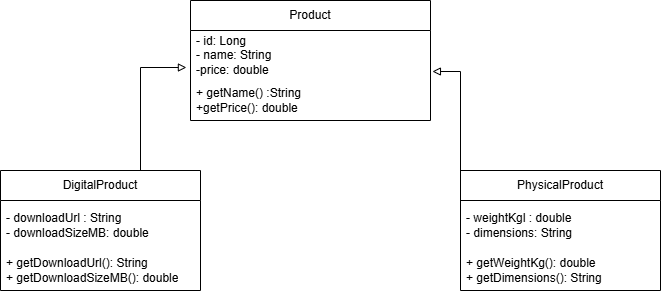 Product
- id: Long
- name: String
-price: double
+ getName() :String
+getPrice(): double
DigitalProduct
- downloadUrl : String
- downloadSizeMB: double
+ getDownloadUrl(): String
+ getDownloadSizeMB(): double
PhysicalProduct
- weightKgl : double
- dimensions: String
+ getWeightKg(): double
+ getDimensions(): String